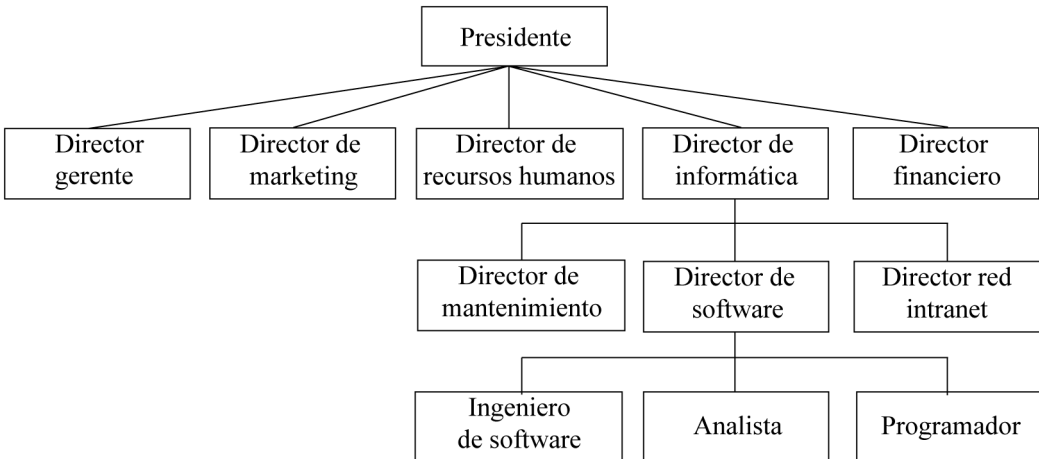 Presidente
Director
gerente
Director de
marketing
Director de
recursos humanos
Director de
informática
Director
financiero
Director de
mantenimiento
Director de
software
Director red
intranet
Ingeniero
de software
Analista
Programador